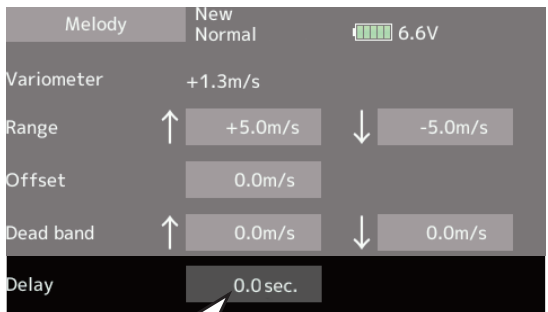 Melody
New
Normal
6.6V
Variometer +1.3m/s
Range ↑ +5.0m/s ↓ -5.0m/s
Offset 0.0m/s
Dead band ↑ 0.0m/s ↓ 0.0m/s
Delay 0.0 sec.